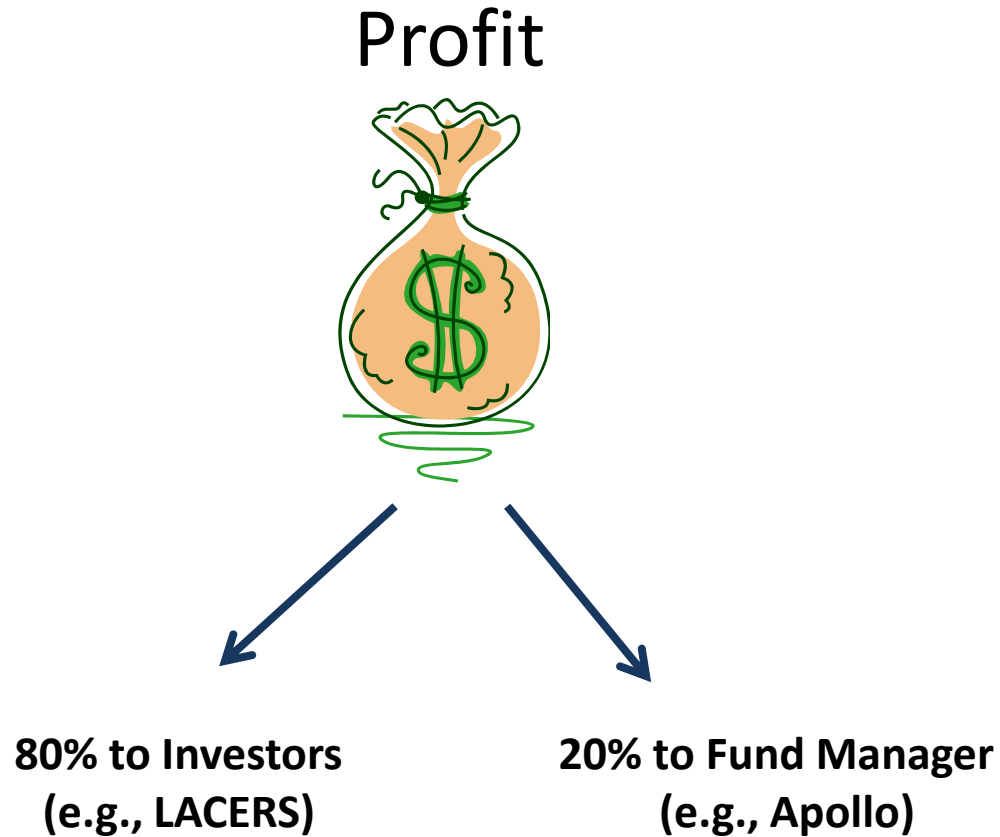 Profit
$
80% to Investors
(e.g., LACERS)
20% to Fund Manager
(e.g., Apollo)